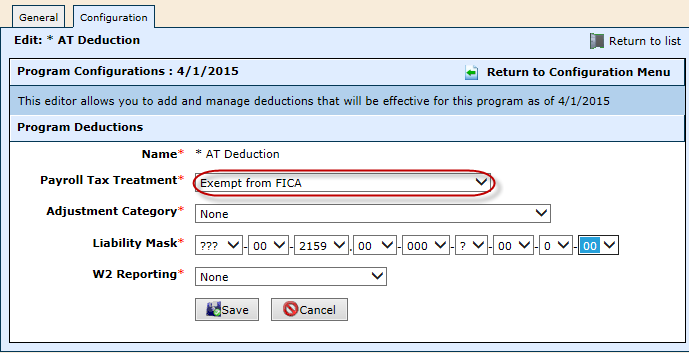 General Configuration
Edit: * AT Deduction Return to list
Program Configurations : 4/1/2015 Return to Configuration Menu
This editor allows you to add and manage deductions that will be effective for this program as of 4/1/2015
Program Deductions
Name* * AT Deduction
Payroll Tax Treatment* Exempt from FICA
Adjustment Category* None
Liability Mask* ??? - 00 - 2159 . 00 - 000 - ? - 00 - 0 - 00
W2 Reporting* None
Save Cancel